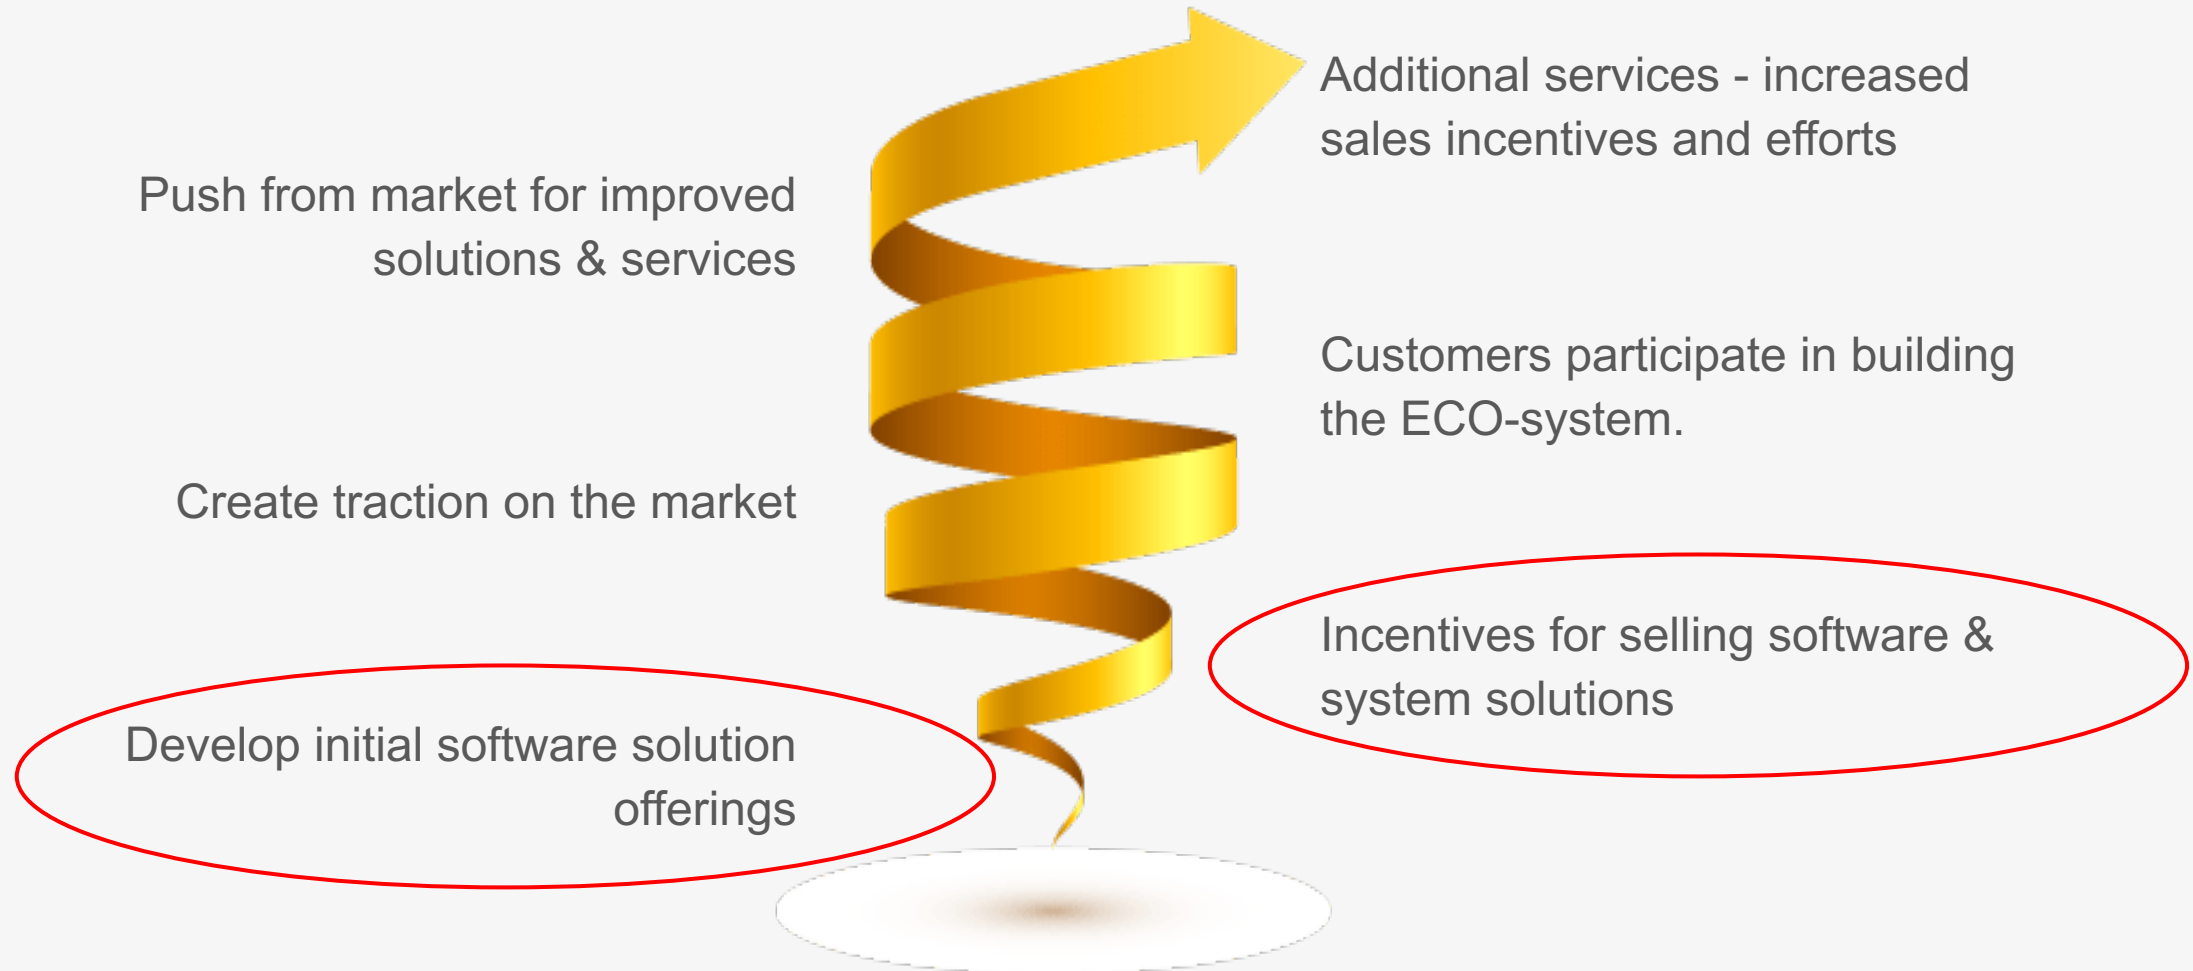 Additional services - increased
sales incentives and efforts
Push from market for improved
solutions & services
Customers participate in building
the ECO-system.
Create traction on the market
Incentives for selling software &
system solutions
Develop initial software solution
offerings